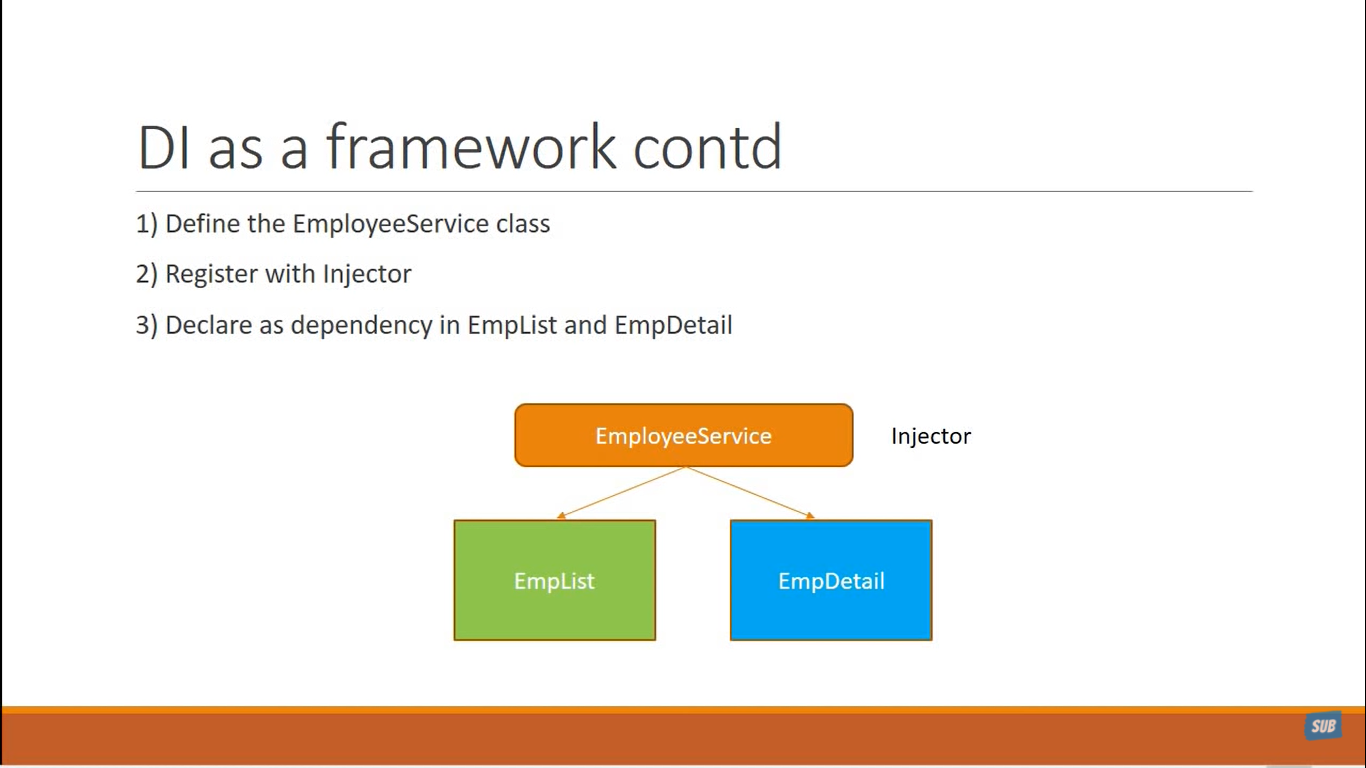 DI as a framework contd
1) Define the EmployeeService class
2) Register with Injector
3) Declare as dependency in EmpList and EmpDetail
EmployeeService
Injector
EmpList
EmpDetail
SUB